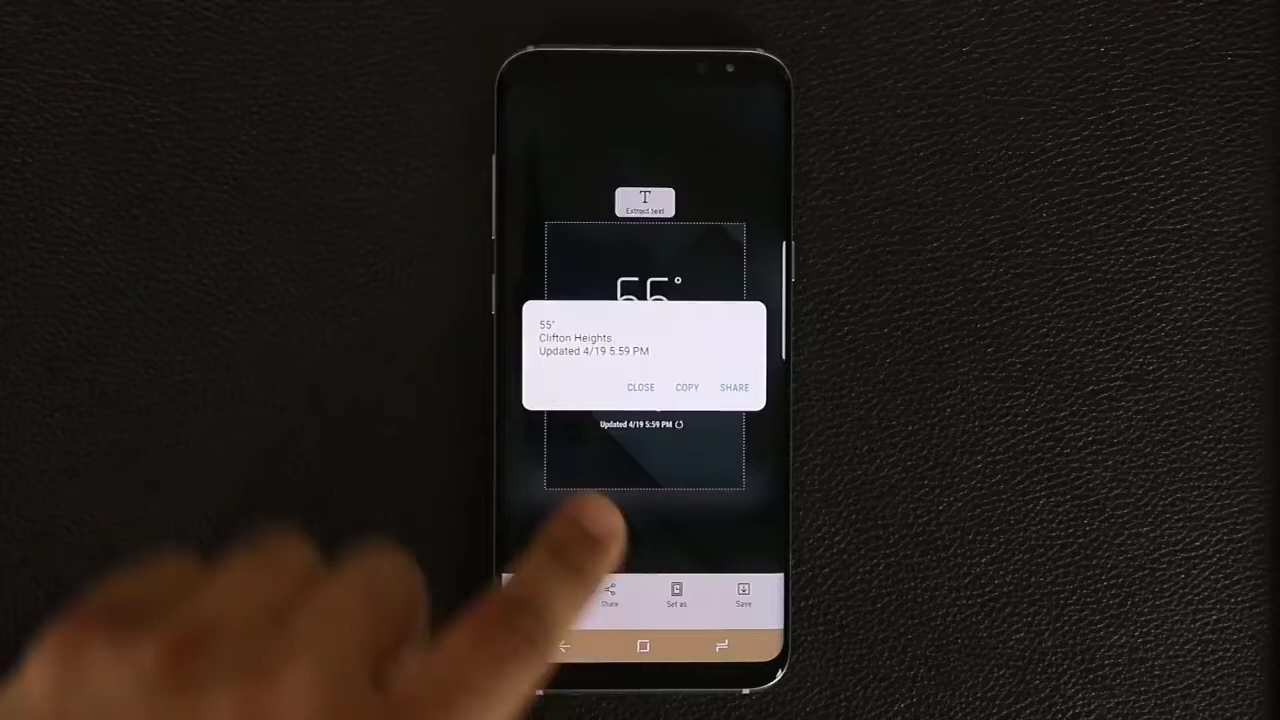 T
Extract text
55°
55°
Clifton Heights
Updated 4/19 5:59 PM
CLOSE COPY SHARE
Updated 4/19 5:59 PM
Share Set as Save